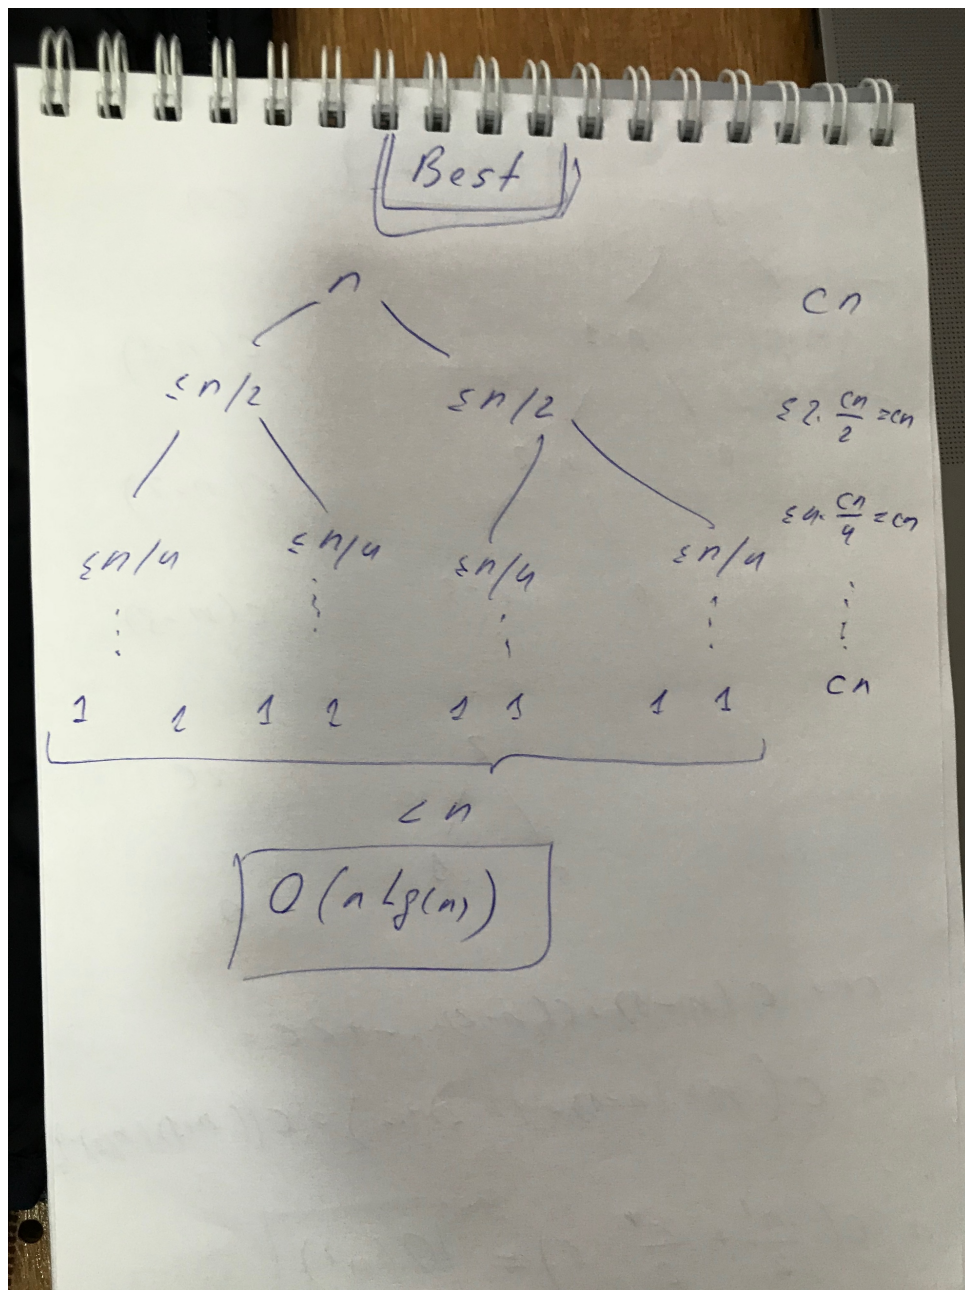 Best
n
cn
≤ n/2 ≤ n/2 ≤ 2· cn/2 = cn
≤ n/4 ≤ n/4 ≤ n/4 ≤ n/4 ≤ 4· cn/4 = cn
1 1 1 1 1 1 1 1 cn
< n
O(n Lg(n))